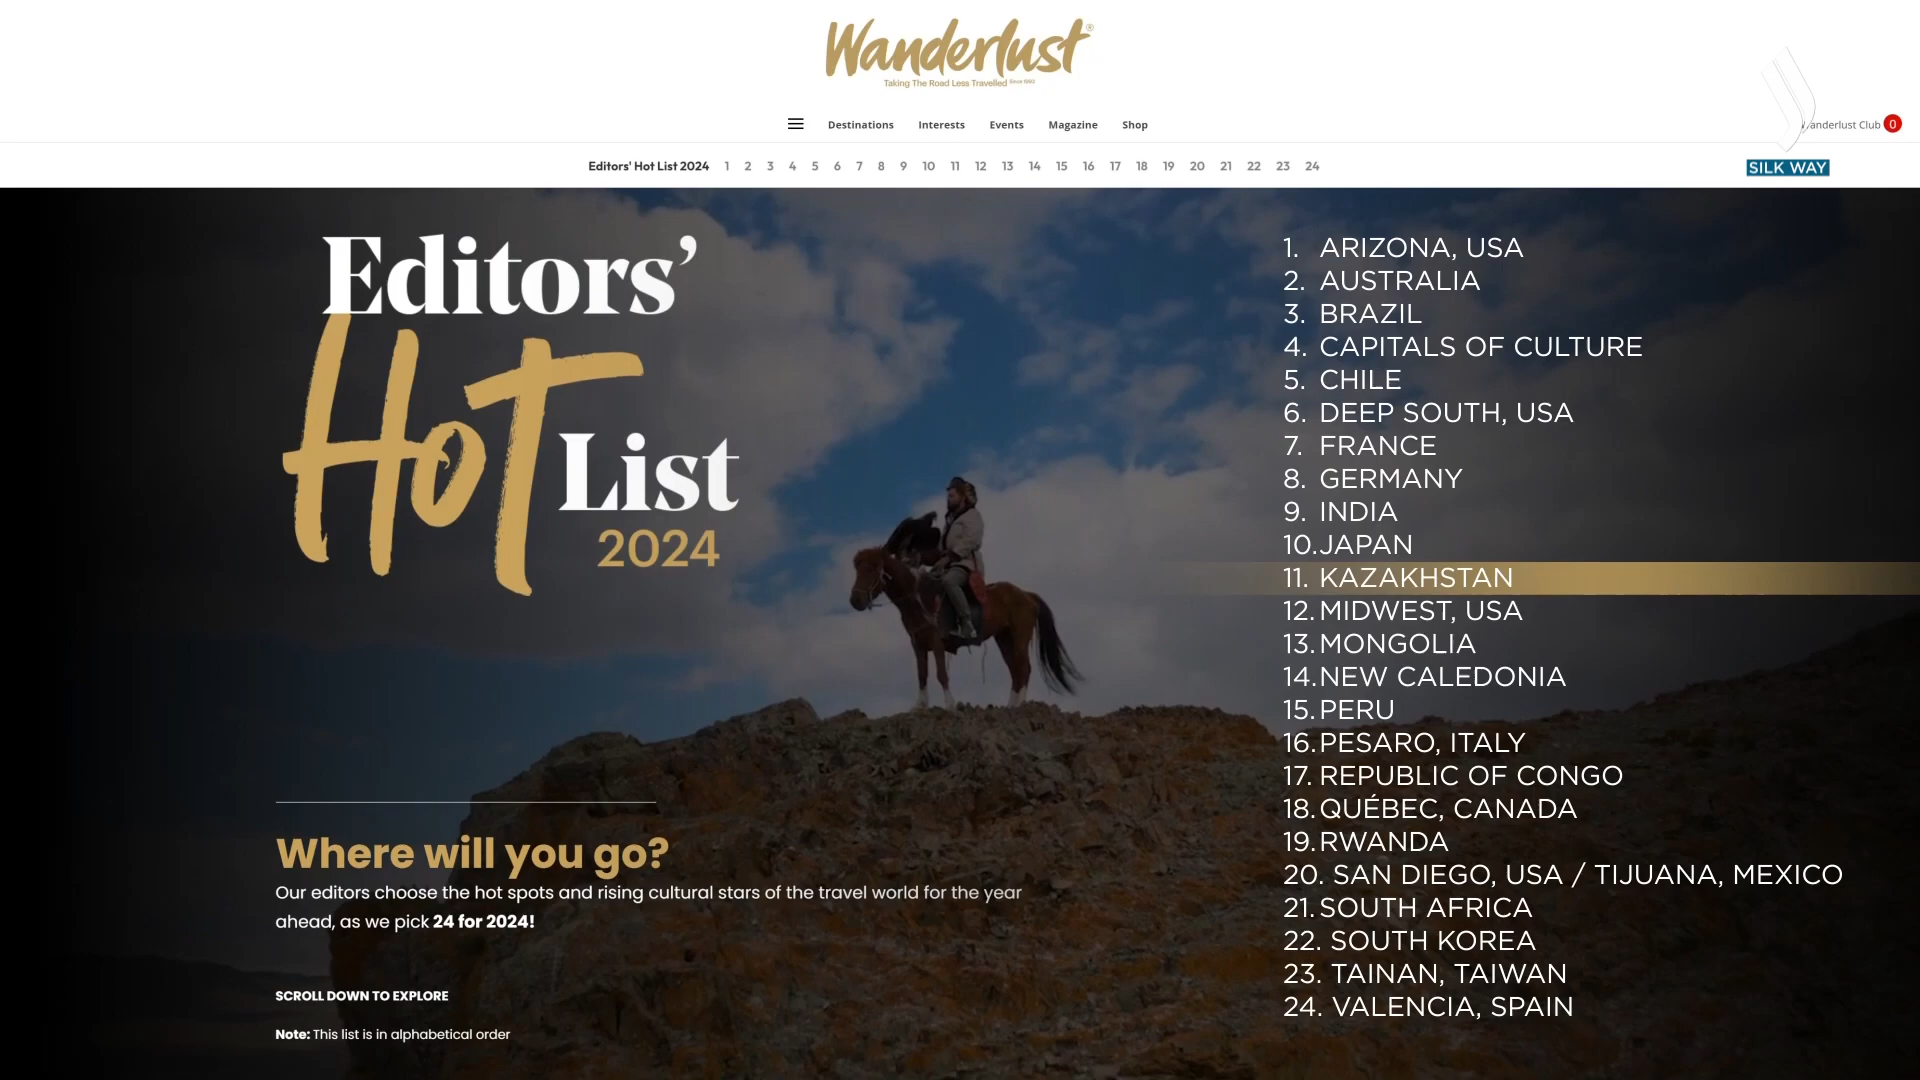 Wanderlust®
Taking The Road Less Travelled Since 1993
Destinations Interests Events Magazine Shop
anderlust Club 0
Editors' Hot List 2024 1 2 3 4 5 6 7 8 9 10 11 12 13 14 15 16 17 18 19 20 21 22 23 24
SILK WAY
Editors’
Hot
List
2024
Where will you go?
Our editors choose the hot spots and rising cultural stars of the travel world for the year
ahead, as we pick 24 for 2024!
SCROLL DOWN TO EXPLORE
Note: This list is in alphabetical order
1. ARIZONA, USA
2. AUSTRALIA
3. BRAZIL
4. CAPITALS OF CULTURE
5. CHILE
6. DEEP SOUTH, USA
7. FRANCE
8. GERMANY
9. INDIA
10. JAPAN
11. KAZAKHSTAN
12. MIDWEST, USA
13. MONGOLIA
14. NEW CALEDONIA
15. PERU
16. PESARO, ITALY
17. REPUBLIC OF CONGO
18. QUÉBEC, CANADA
19. RWANDA
20. SAN DIEGO, USA / TIJUANA, MEXICO
21. SOUTH AFRICA
22. SOUTH KOREA
23. TAINAN, TAIWAN
24. VALENCIA, SPAIN